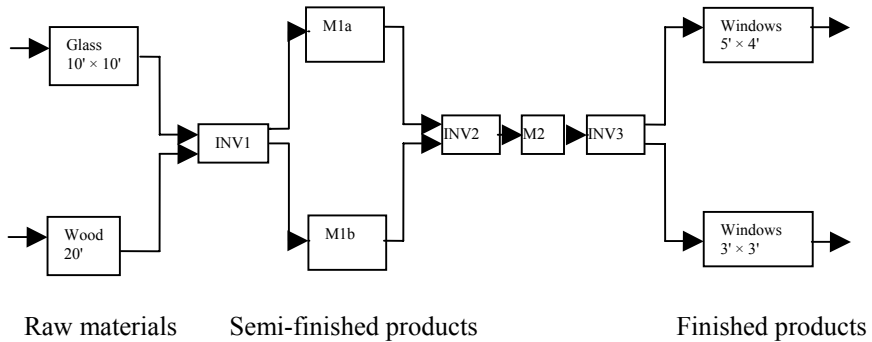 Glass
10' × 10'
Wood
20'
INV1
M1a
M1b
INV2
M2
INV3
Windows
5' × 4'
Windows
3' × 3'
Raw materials
Semi-finished products
Finished products